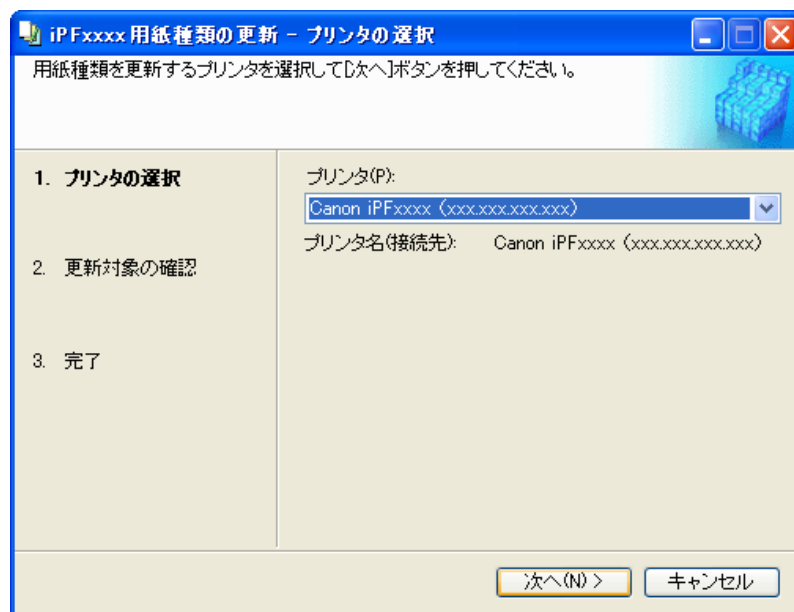 iPFxxxx 用紙種類の更新 - プリンタの選択
用紙種類を更新するプリンタを選択して[次へ]ボタンを押してください。
1. プリンタの選択
プリンタ(P):
Canon iPFxxxx (xxx.xxx.xxx.xxx)
プリンタ名(接続先): Canon iPFxxxx (xxx.xxx.xxx.xxx)
2. 更新対象の確認
3. 完了
次へ(N) > キャンセル